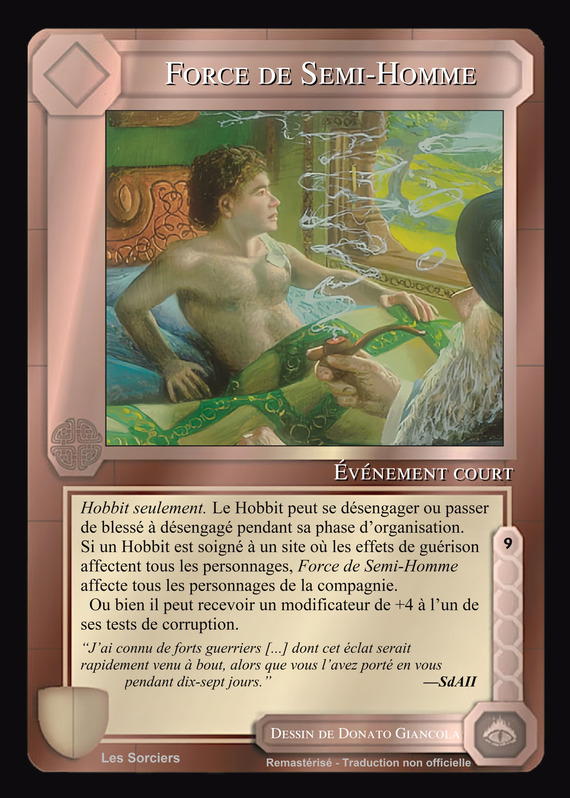 Force de Semi-Homme
Événement court
Hobbit seulement. Le Hobbit peut se désengager ou passer
de blessé à désengagé pendant sa phase d’organisation.
Si un Hobbit est soigné à un site où les effets de guérison
affectent tous les personnages, Force de Semi-Homme
affecte tous les personnages de la compagnie.
Ou bien il peut recevoir un modificateur de +4 à l’un de
ses tests de corruption.
9
“J’ai connu de forts guerriers [...] dont cet éclat serait
rapidement venu à bout, alors que vous l’avez porté en vous
pendant dix-sept jours.” —SdAII
Dessin de Donato Giancola
Les Sorciers
Remastérisé - Traduction non officielle